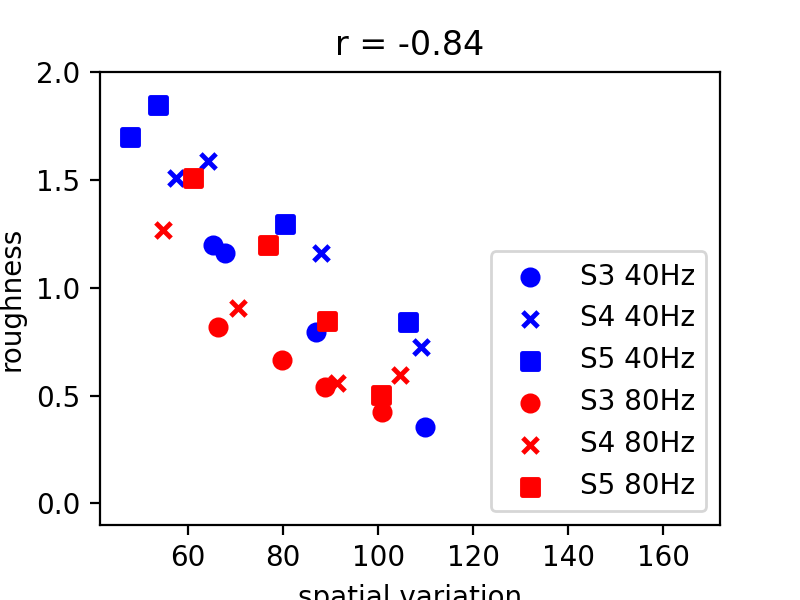 r = -0.84
roughness
2.0
1.5
1.0
0.5
0.0
S3 40Hz
S4 40Hz
S5 40Hz
S3 80Hz
S4 80Hz
S5 80Hz
60 80 100 120 140 160
spatial variation